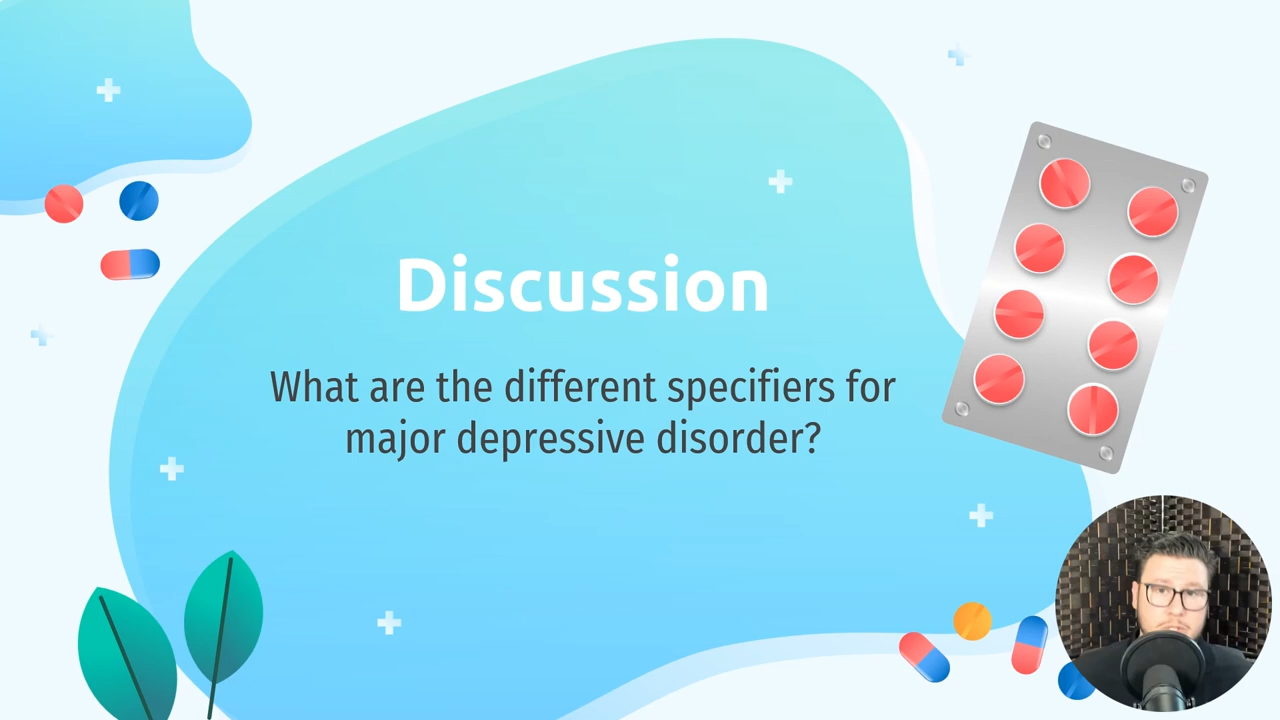 Discussion
What are the different specifiers for
major depressive disorder?